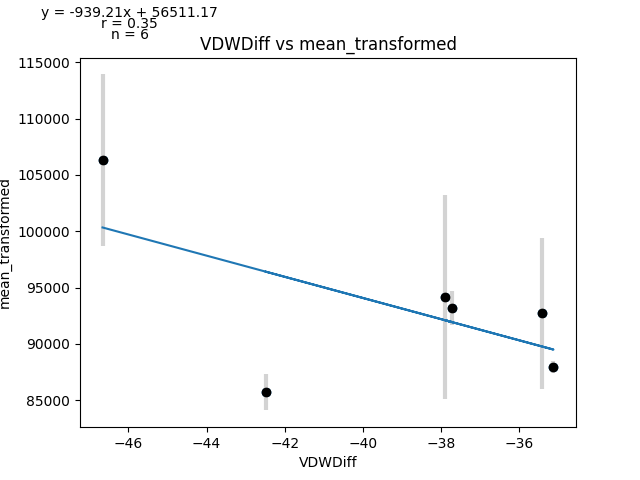 y = -939.21x + 56511.17
r = 0.35
n = 6
VDWDiff vs mean_transformed
115000
110000
105000
100000
95000
90000
85000
mean_transformed
−46
−44
−42
−40
−38
−36
VDWDiff